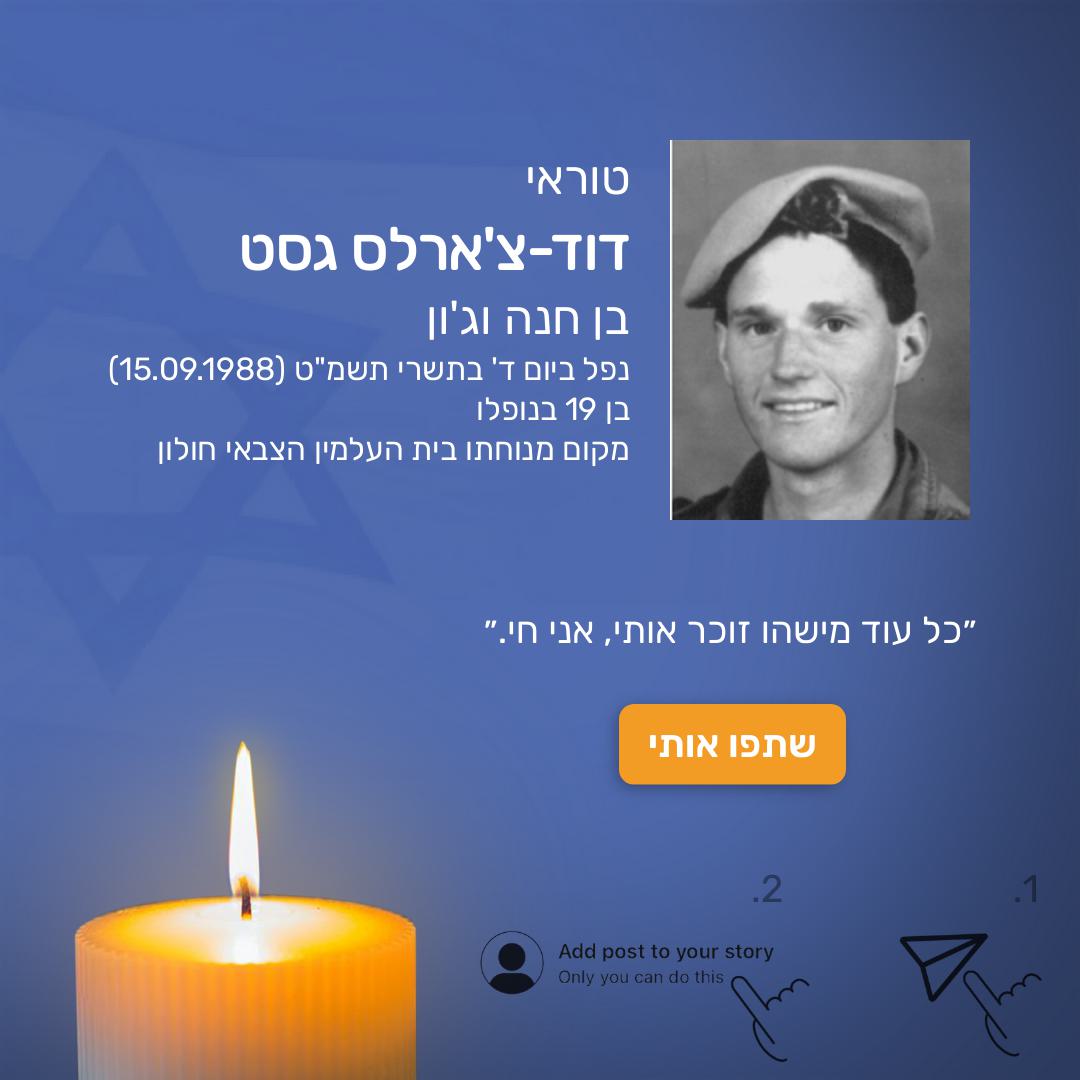 טוראי
דוד-צ'ארלס גסט
בן חנה וג'ון
נפל ביום ד' בתשרי תשמ"ט (15.09.1988)
בן 19 בנופלו
מקום מנוחתו בית העלמין הצבאי חולון
״כל עוד מישהו זוכר אותי, אני חי.״
שתפו אותי
1.
2.
Add post to your story
Only you can do this